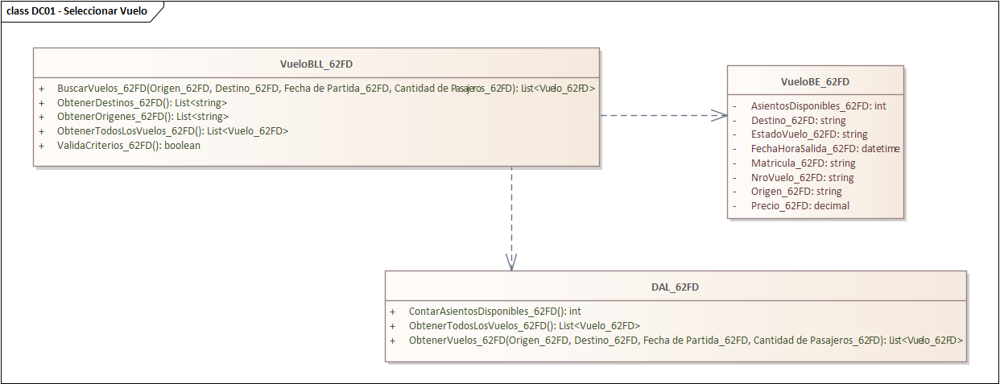 class DC01 - Seleccionar Vuelo
VueloBLL_62FD
+ BuscarVuelos_62FD(Origen_62FD, Destino_62FD, Fecha de Partida_62FD, Cantidad de Pasajeros_62FD): List<Vuelo_62FD>
+ ObtenerDestinos_62FD(): List<string>
+ ObtenerOrigenes_62FD(): List<string>
+ ObtenerTodosLosVuelos_62FD(): List<Vuelo_62FD>
+ ValidaCriterios_62FD(): boolean
VueloBE_62FD
- AsientosDisponibles_62FD: int
- Destino_62FD: string
- EstadoVuelo_62FD: string
- FechaHoraSalida_62FD: datetime
- Matricula_62FD: string
- NroVuelo_62FD: string
- Origen_62FD: string
- Precio_62FD: decimal
DAL_62FD
+ ContarAsientosDisponibles_62FD(): int
+ ObtenerTodosLosVuelos_62FD(): List<Vuelo_62FD>
+ ObtenerVuelos_62FD(Origen_62FD, Destino_62FD, Fecha de Partida_62FD, Cantidad de Pasajeros_62FD): List<Vuelo_62FD>